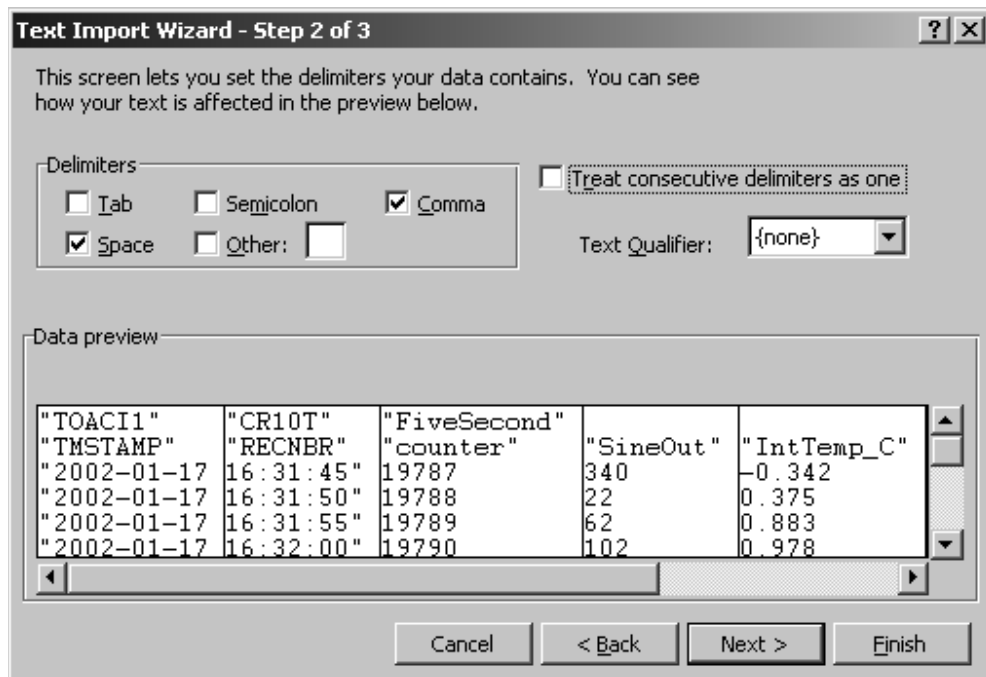 Text Import Wizard - Step 2 of 3
This screen lets you set the delimiters your data contains. You can see
how your text is affected in the preview below.
Delimiters
Tab Semicolon Comma
Space Other:
Treat consecutive delimiters as one
Text Qualifier: {none}
Data preview
"TOACI1" "CR10T" "FiveSecond"
"TMSTAMP" "RECNBR" "counter" "SineOut" "IntTemp_C"
"2002-01-17 16:31:45" 19787 340 -0.342
"2002-01-17 16:31:50" 19788 22 0.375
"2002-01-17 16:31:55" 19789 62 0.883
"2002-01-17 16:32:00" 19790 102 0.978
Cancel < Back Next > Finish